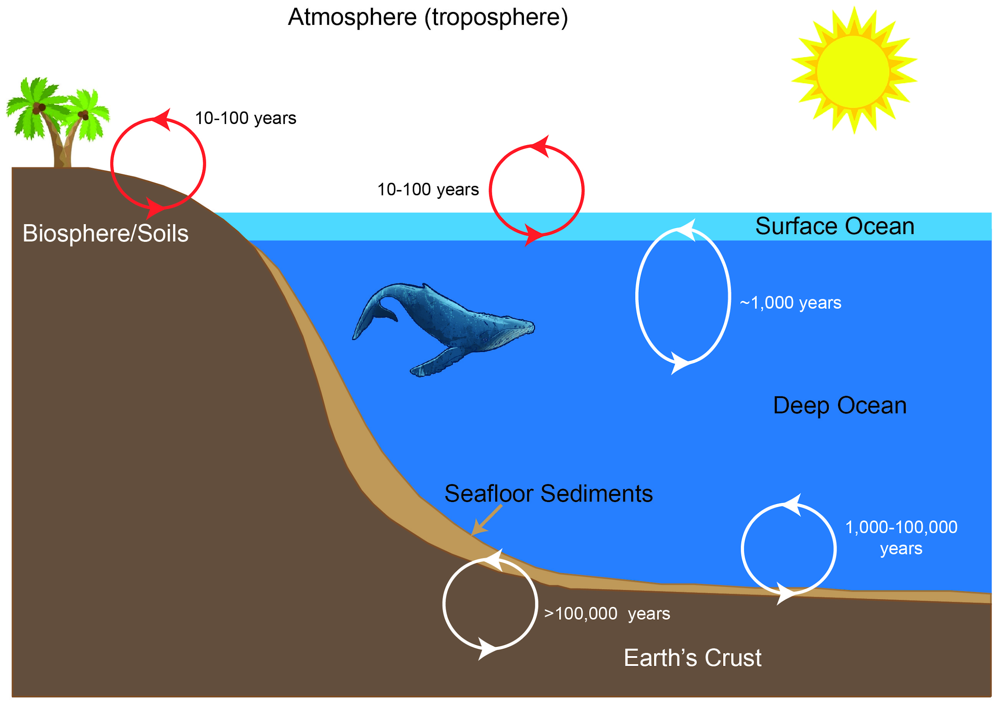 Atmosphere (troposphere)
10-100 years
10-100 years
Surface Ocean
Biosphere/Soils
~1,000 years
Deep Ocean
Seafloor Sediments
1,000-100,000
years
>100,000  years
Earth’s Crust